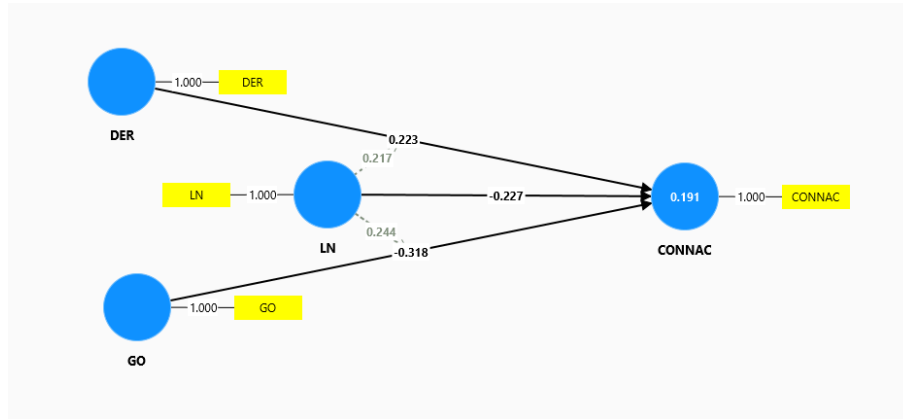 1.000
DER
DER
0.223
0.217
LN
1.000
-0.227
0.191
1.000
CONNAC
LN
0.244
CONNAC
-0.318
1.000
GO
GO